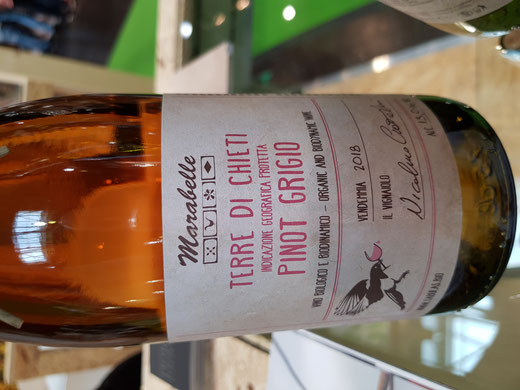 Marabelle
TERRE DI CHIETI
INDICAZIONE GEOGRAFICA PROTETTA
PINOT GRIGIO
VINO BIOLOGICO E BIODINAMICO - ORGANIC AND BIODYNAMIC WINE
VENDEMMIA 2018
IL VIGNAIOLO